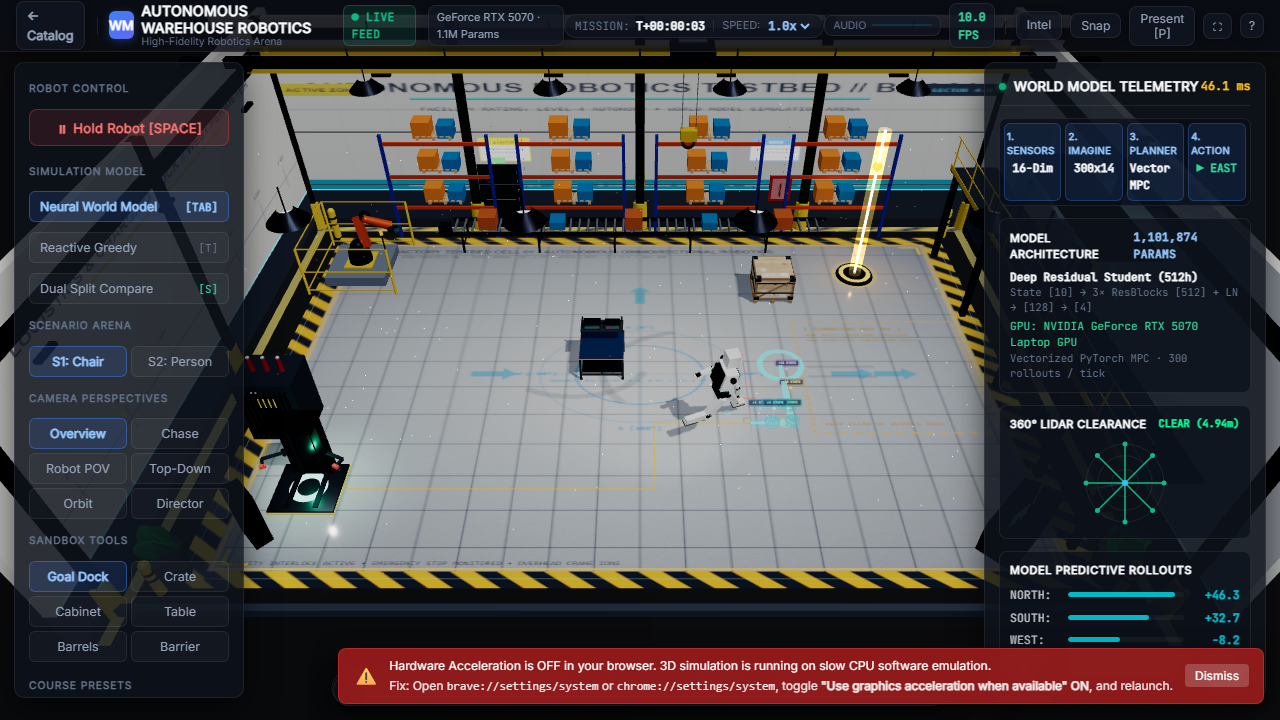 ← Catalog
WM
AUTONOMOUS WAREHOUSE ROBOTICS
High-Fidelity Robotics Arena
● LIVE FEED
GeForce RTX 5070 · 1.1M Params
MISSION: T+00:00:03
SPEED: 1.0x
AUDIO
10.0 FPS
Intel
Snap
Present [P]
?
ROBOT CONTROL
⏸ Hold Robot [SPACE]
SIMULATION MODEL
Neural World Model [TAB]
Reactive Greedy [T]
Dual Split Compare [S]
SCENARIO ARENA
S1: Chair
S2: Person
CAMERA PERSPECTIVES
Overview
Chase
Robot POV
Top-Down
Orbit
Director
SANDBOX TOOLS
Goal Dock
Crate
Cabinet
Table
Barrels
Barrier
COURSE PRESETS
WORLD MODEL TELEMETRY 46.1 ms
1. SENSORS
16-Dim
2. IMAGINE
300x14
3. PLANNER
Vector MPC
4. ACTION
▶ EAST
MODEL ARCHITECTURE
1,101,874 PARAMS
Deep Residual Student (512h)
State [10] → 3× ResBlocks [512] + LN
→ [128] → [4]
GPU: NVIDIA GeForce RTX 5070
Laptop GPU
Vectorized PyTorch MPC · 300
rollouts / tick
360° LIDAR CLEARANCE CLEAR (4.94m)
MODEL PREDICTIVE ROLLOUTS
NORTH: +46.3
SOUTH: +32.7
WEST: -8.2
Hardware Acceleration is OFF in your browser. 3D simulation is running on slow CPU software emulation.
Fix: Open brave://settings/system or chrome://settings/system, toggle "Use graphics acceleration when available" ON, and relaunch.
Dismiss